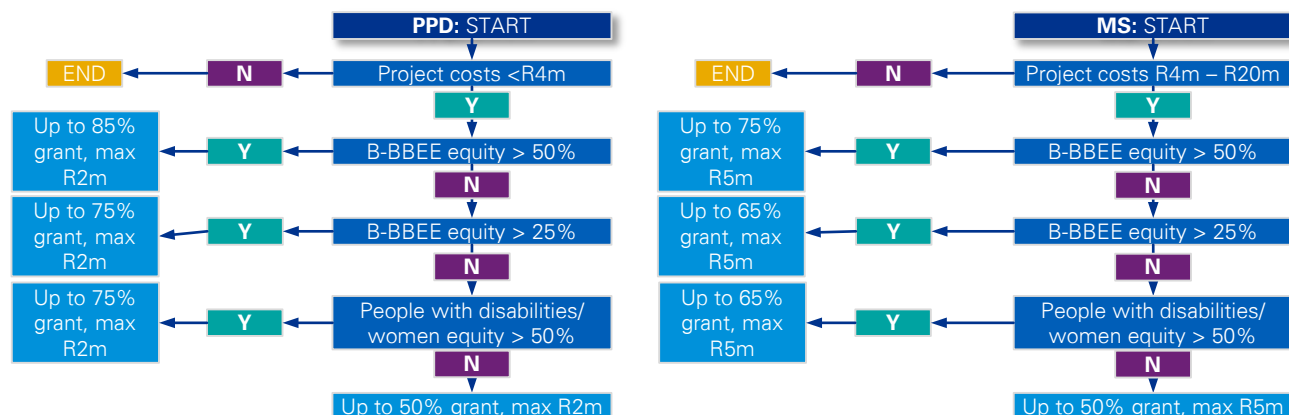 PPD: START
END
N
Project costs <R4m
Y
Up to 85%
grant, max
R2m
Y
B-BBEE equity > 50%
N
Up to 75%
grant, max
R2m
Y
B-BBEE equity > 25%
N
Up to 75%
grant, max
R2m
Y
People with disabilities/
women equity > 50%
N
Up to 50% grant, max R2m
MS: START
END
N
Project costs R4m – R20m
Y
Up to 75%
grant, max
R5m
Y
B-BBEE equity > 50%
N
Up to 65%
grant, max
R5m
Y
B-BBEE equity > 25%
N
Up to 65%
grant, max
R5m
Y
People with disabilities/
women equity > 50%
N
Up to 50% grant, max R5m